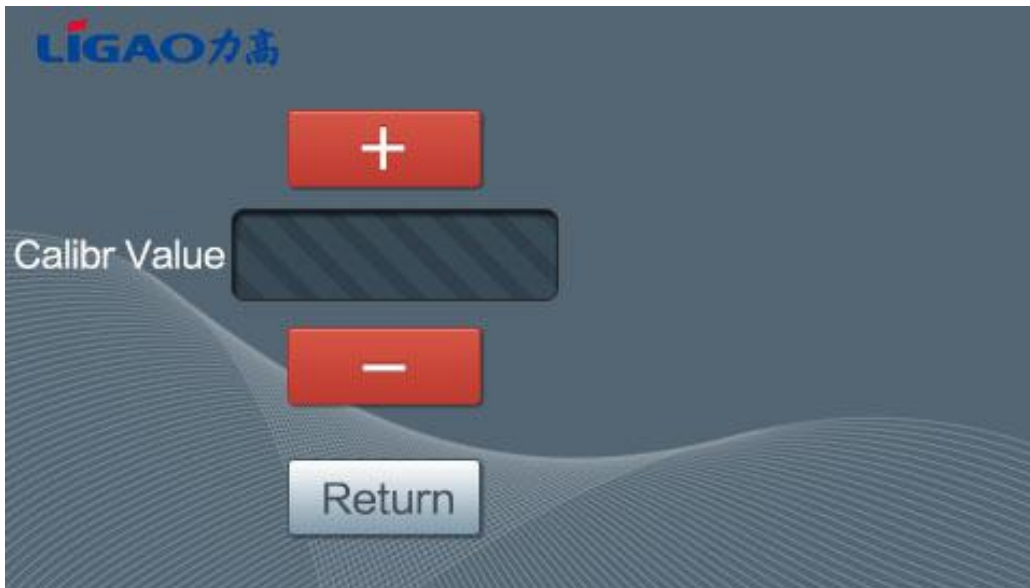 LiGAO力高
+
Calibr Value
−
Return